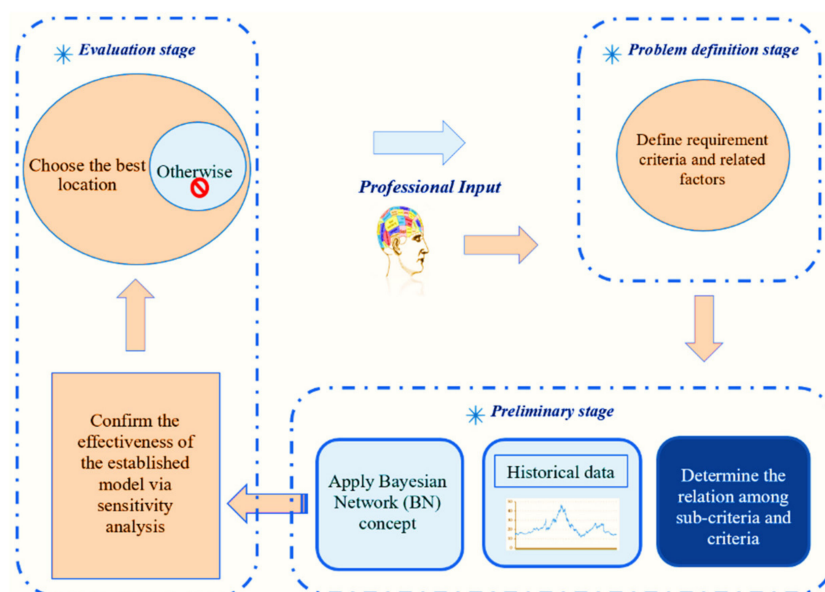 Evaluation stage
Choose the best
location
Otherwise
Professional Input
Problem definition stage
Define requirement
criteria and related
factors
Preliminary stage
Apply Bayesian
Network (BN)
concept
Historical data
Determine the
relation among
sub-criteria and
criteria
Confirm the
effectiveness of
the established
model via
sensitivity
analysis